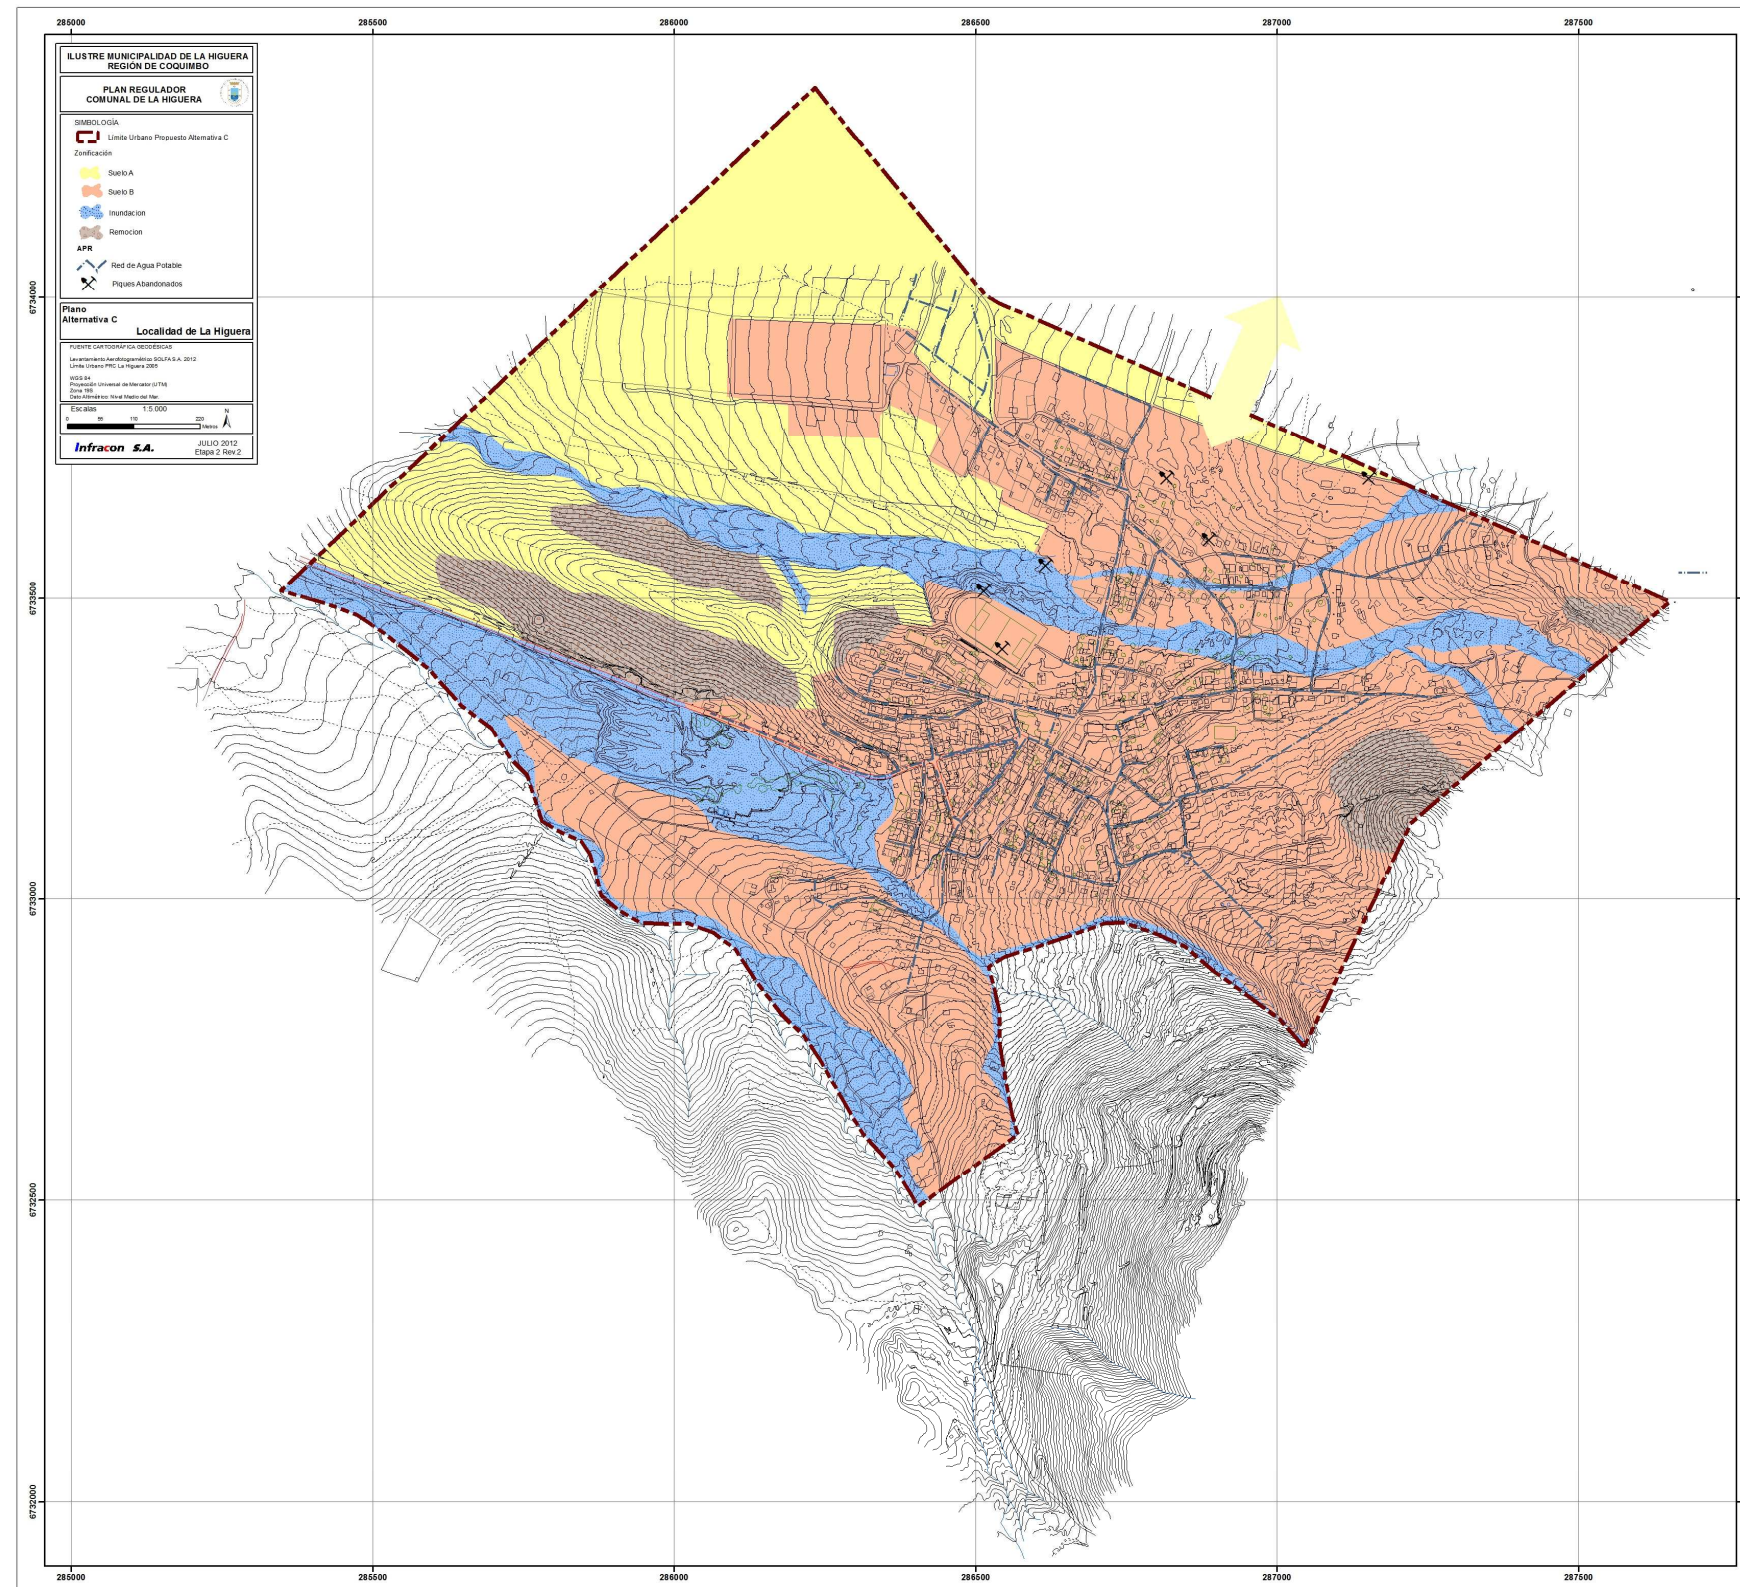 285000 285500 286000 286500 287000 287500
ILUSTRE MUNICIPALIDAD DE LA HIGUERA
REGIÓN DE COQUIMBO
PLAN REGULADOR
COMUNAL DE LA HIGUERA
SIMBOLOGÍA
Límite Urbano Propuesto Alternativa C
Zonificación
Suelo A
Suelo B
Inundacion
Remocion
APR
Red de Agua Potable
Piques Abandonados
Plano
Alternativa C
Localidad de La Higuera
FUENTE CARTOGRÁFICA GEODÉSICAS
Levantamiento Aerofotogramétrico SOLFA S.A. 2012
Límite Urbano PRC La Higuera 2005
WGS 84
Proyección Universal de Mercator (UTM)
Zona 19S
Dato Altimétrico: Nivel Medio del Mar.
Escalas 1:5.000
0 55 110 220
Metros
N
Infracon S.A.
JULIO 2012
Etapa 2 Rev.2
6734000
6733500
6733000
6732500
6732000
285000 285500 286000 286500 287000 287500